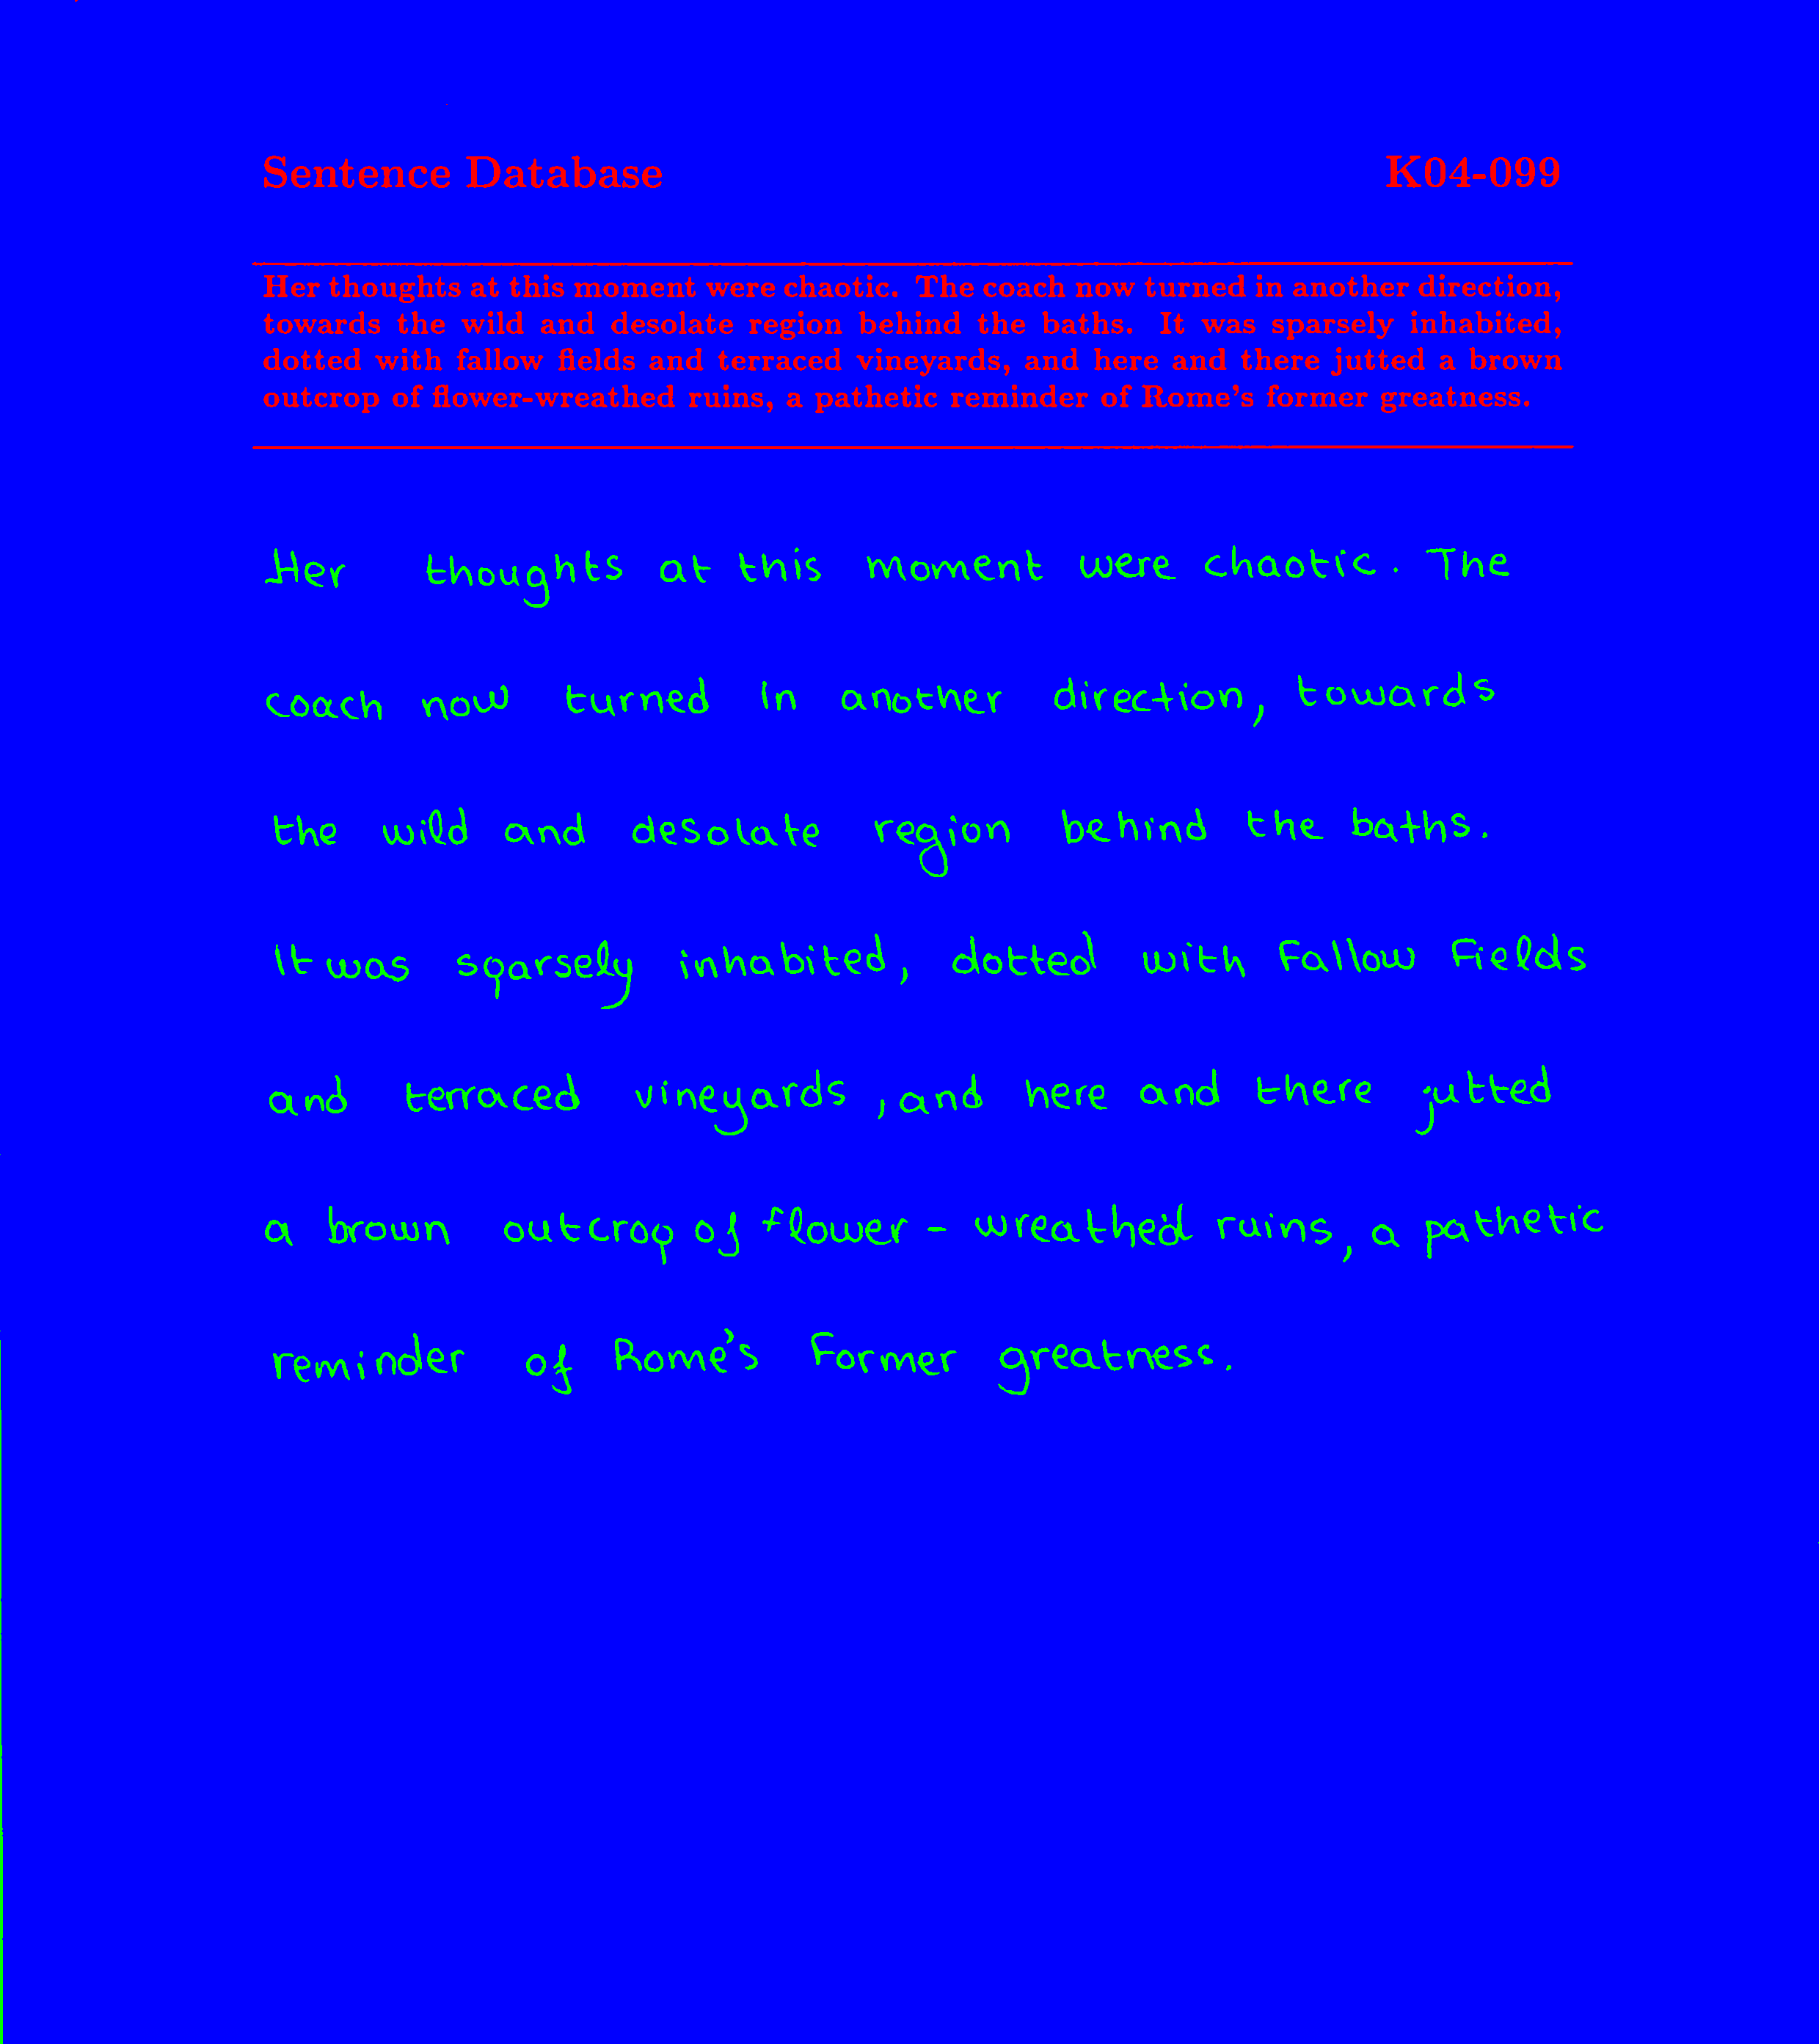 Sentence Database K04-099
Her thoughts at this moment were chaotic. The coach now turned in another direction,
towards the wild and desolate region behind the baths. It was sparsely inhabited,
dotted with fallow fields and terraced vineyards, and here and there jutted a brown
outcrop of flower-wreathed ruins, a pathetic reminder of Rome's former greatness.
Her thoughts at this moment were chaotic. The
coach now turned in another direction, towards
the wild and desolate region behind the baths.
It was sparsely inhabited, dotted with Fallow Fields
and terraced vineyards, and here and there jutted
a brown outcrop of flower - wreathed ruins, a pathetic
reminder of Rome's Former greatness.